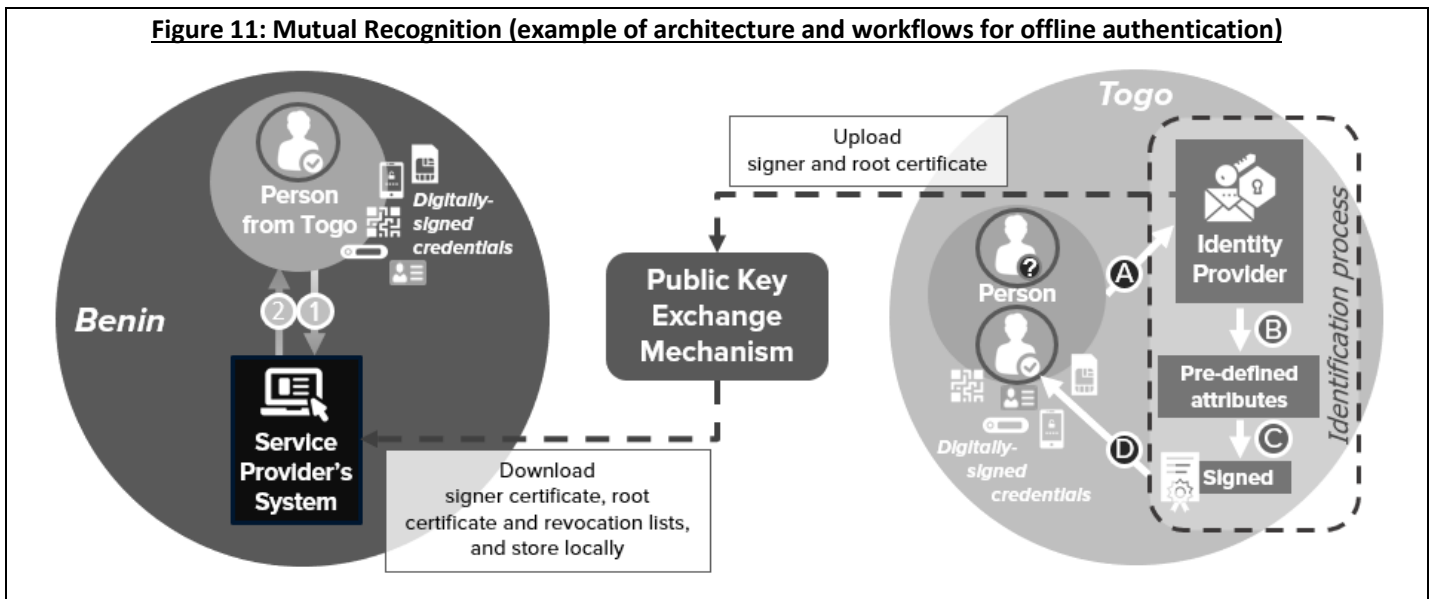 Figure 11: Mutual Recognition (example of architecture and workflows for offline authentication)
Benin
Person
from Togo
Digitally-
signed
credentials
2
1
Service
Provider's
System
Upload
signer and root certificate
Public Key
Exchange
Mechanism
Download
signer certificate, root
certificate and revocation lists,
and store locally
Togo
?
Person
Digitally-
signed
credentials
A
Identity
Provider
B
Pre-defined
attributes
C
Signed
D
Identification process